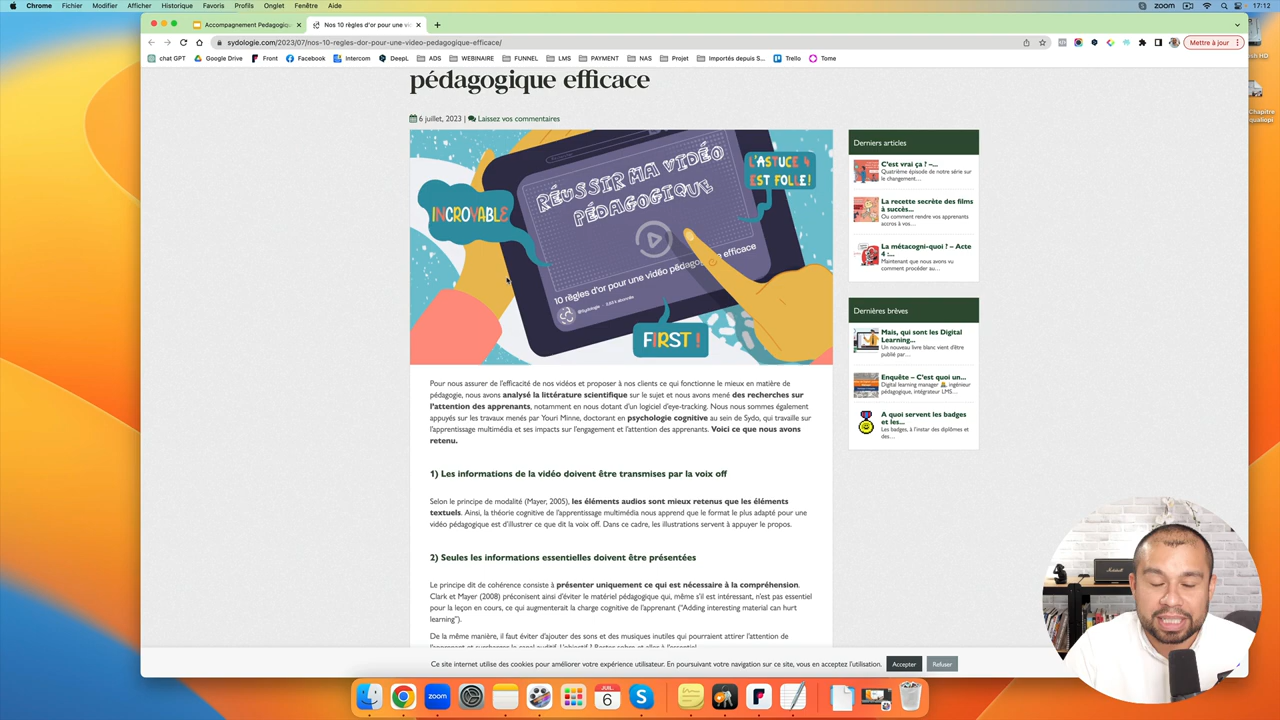 Chrome Fichier Modifier Afficher Historique Favoris Profils Onglet Fenêtre Aide
zoom 17:12
Accompagnement Pedagogiqu
Nos 10 règles d'or pour une vi
sydologie.com/2023/07/nos-10-regles-dor-pour-une-video-pedagogique-efficace/
Mettre à jour
chat GPT Google Drive Front Facebook Intercom DeepL ADS WEBINAIRE FUNNEL LMS PAYMENT NAS Projet Importés depuis S... Trello Tome
pédagogique efficace
6 juillet, 2023 | Laissez vos commentaires
RÉUSSIR MA VIDÉO
PÉDAGOGIQUE
L'ASTUCE 4
EST FOLLE!
INCROYABLE
10 règles d'or pour une vidéo pédagogique efficace
@Sydologie
FIRST !
Pour nous assurer de l'efficacité de nos vidéos et proposer à nos clients ce qui fonctionne le mieux en matière de
pédagogie, nous avons analysé la littérature scientifique sur le sujet et nous avons mené des recherches sur
l'attention des apprenants, notamment en nous dotant d'un logiciel d'eye-tracking. Nous nous sommes également
appuyés sur les travaux menés par Youri Minne, doctorant en psychologie cognitive au sein de Sydo, qui travaille sur
l'apprentissage multimédia et ses impacts sur l'engagement et l'attention des apprenants. Voici ce que nous avons
retenu.
1) Les informations de la vidéo doivent être transmises par la voix off
Selon le principe de modalité (Mayer, 2005), les éléments audios sont mieux retenus que les éléments
textuels. Ainsi, la théorie cognitive de l'apprentissage multimédia nous apprend que le format le plus adapté pour une
vidéo pédagogique est d'illustrer ce que dit la voix off. Dans ce cadre, les illustrations servent à appuyer le propos.
2) Seules les informations essentielles doivent être présentées
Le principe dit de cohérence consiste à présenter uniquement ce qui est nécessaire à la compréhension.
Clark et Mayer (2008) préconisent ainsi d'éviter le matériel pédagogique qui, même s'il est intéressant, n'est pas essentiel
pour la leçon en cours, ce qui augmenterait la charge cognitive de l'apprenant ("Adding interesting material can hurt
learning").
De la même manière, il faut éviter d'ajouter des sons et des musiques inutiles qui pourraient attirer l'attention de
Derniers articles
C'est vrai ça ? –...
Quatrième épisode de notre série sur
le changement...
La recette secrète des films
à succès...
Ou comment rendre vos apprenants
accros à vos...
La métacogni-quoi ? – Acte
4 :...
Maintenant que nous avons vu
comment procéder au...
Dernières brèves
Mais, qui sont les Digital
Learning...
Un nouveau livre blanc vient d'être
publié par...
Enquête – C'est quoi un...
Digital learning manager, ingénieur
pédagogique, intégrateur LMS...
A quoi servent les badges
et les...
Les badges, à l'instar des diplômes et
des...
Ce site internet utilise des cookies pour améliorer votre expérience utilisateur. En poursuivant votre navigation sur ce site, vous en acceptez l'utilisation. Accepter Refuser
Chapitre
qualiopi
Marshall
zoom
JUIL.
6